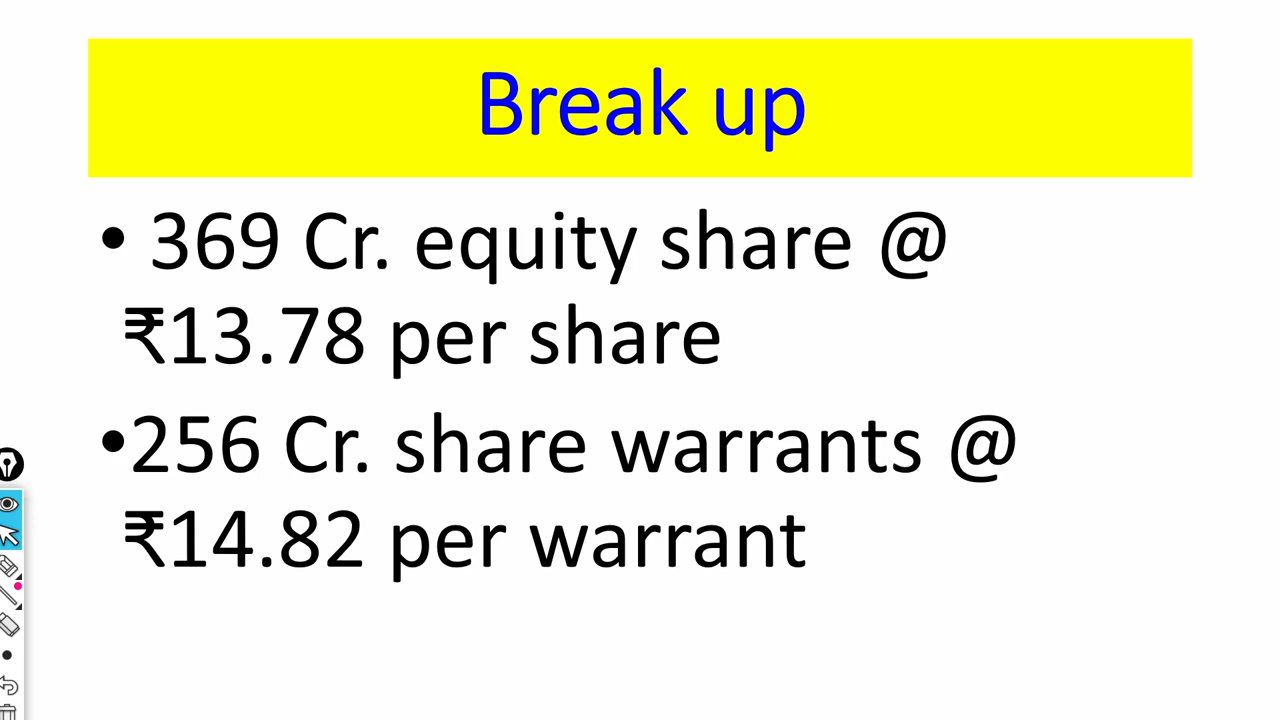 Break up
• 369 Cr. equity share @
₹13.78 per share
•256 Cr. share warrants @
₹14.82 per warrant